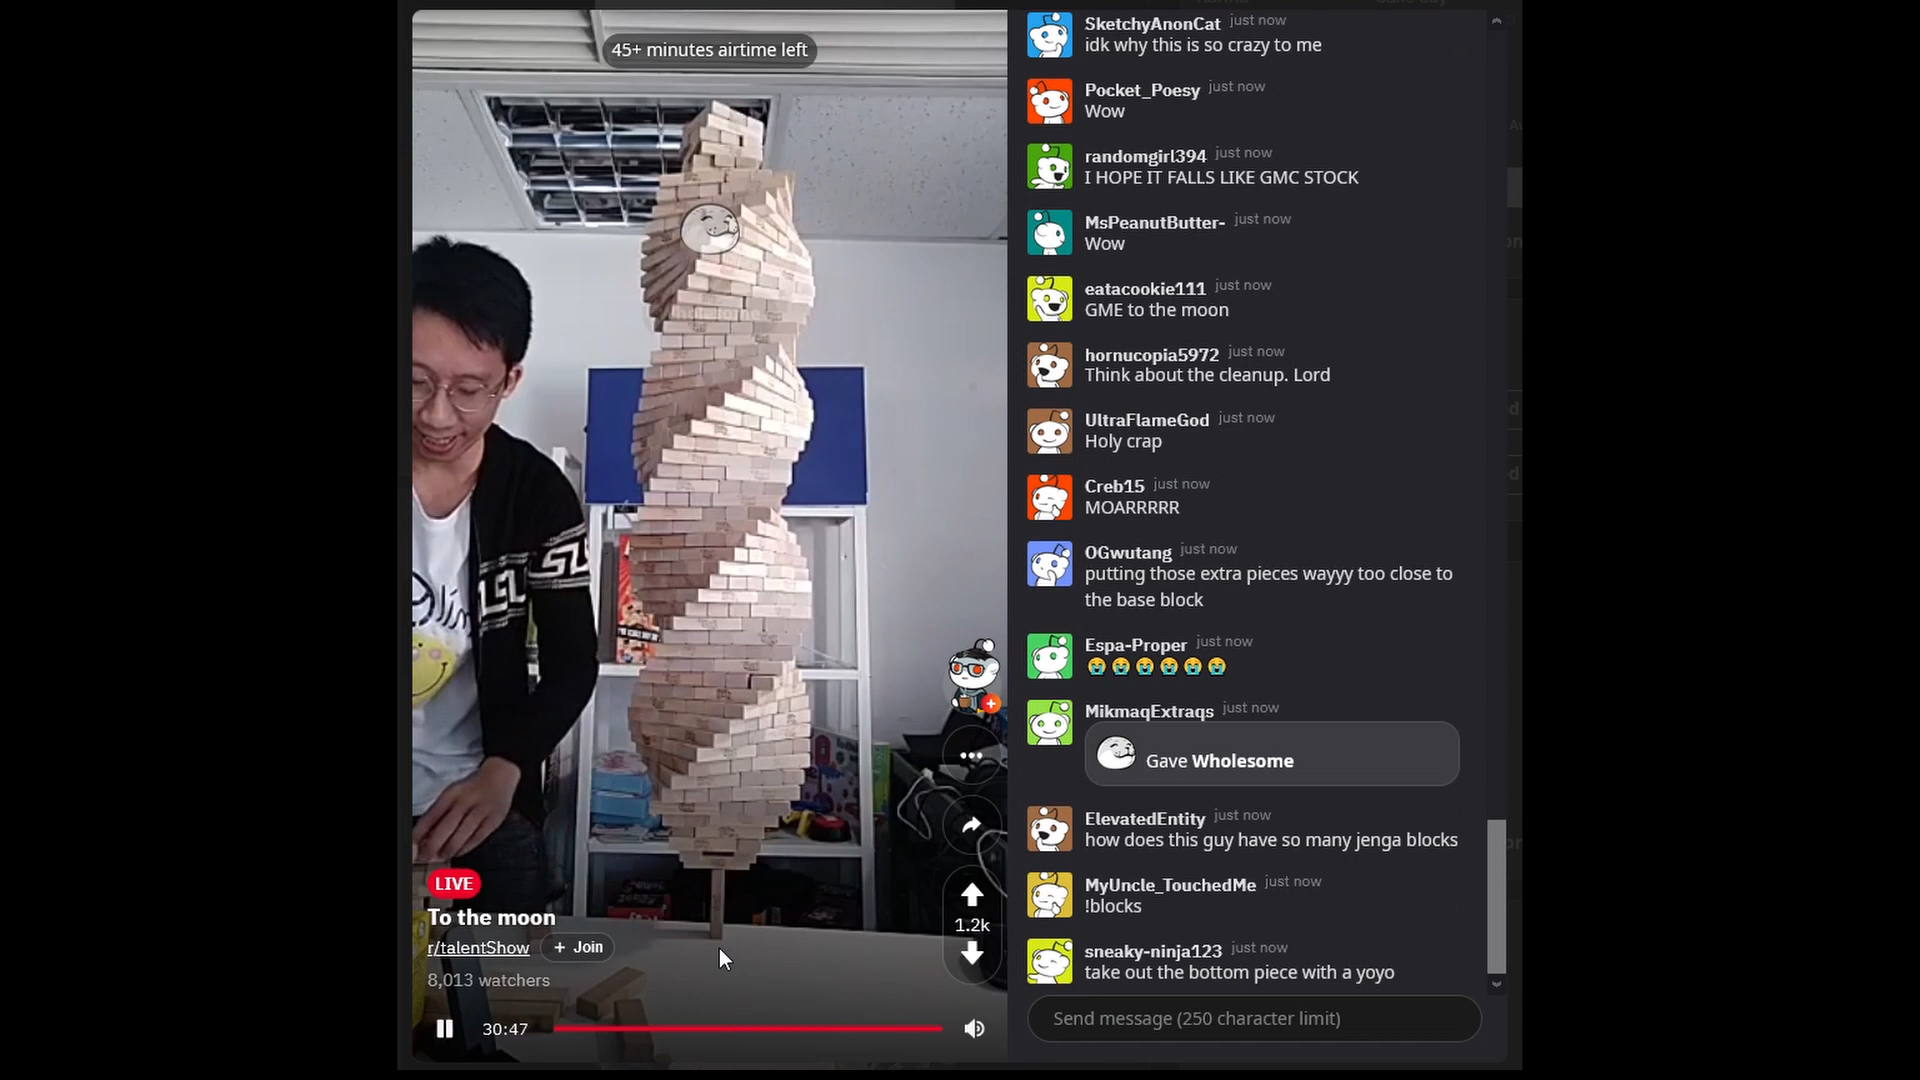 45+ minutes airtime left
LIVE
To the moon
r/talentShow
+ Join
8,013 watchers
30:47
1.2k
SketchyAnonCat just now
idk why this is so crazy to me
Pocket_Poesy just now
Wow
randomgirl394 just now
I HOPE IT FALLS LIKE GMC STOCK
MsPeanutButter- just now
Wow
eatacookie111 just now
GME to the moon
hornucopia5972 just now
Think about the cleanup. Lord
UltraFlameGod just now
Holy crap
Creb15 just now
MOARRRRR
OGwutang just now
putting those extra pieces wayyy too close to
the base block
Espa-Proper just now
😭😭😭😭😭😭
MikmaqExtraqs just now
Gave Wholesome
ElevatedEntity just now
how does this guy have so many jenga blocks
MyUncle_TouchedMe just now
!blocks
sneaky-ninja123 just now
take out the bottom piece with a yoyo
Send message (250 character limit)